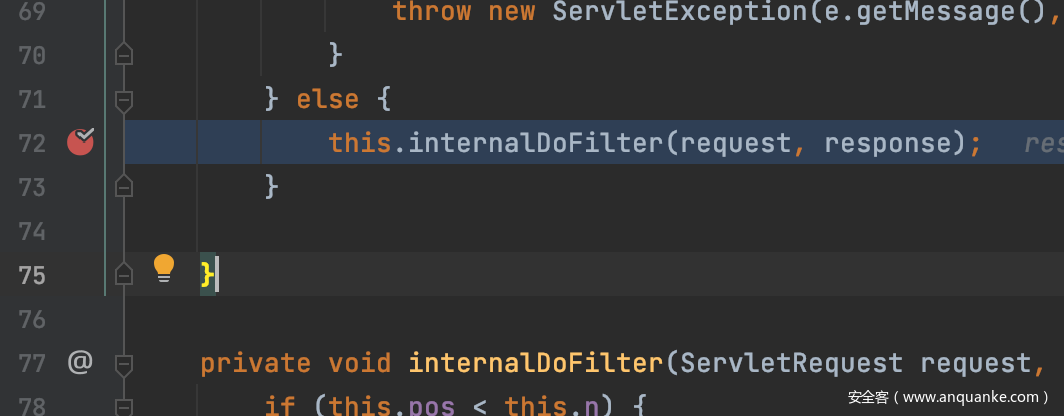 69 throw new ServletException(e.getMessage(),
70 }
71 } else {
72 this.internalDoFilter(request, response); res
73 }
74
75 }
76
77 @ private void internalDoFilter(ServletRequest request,
78 if (this.pos < this.n) {
安全客（www.anquanke.com）